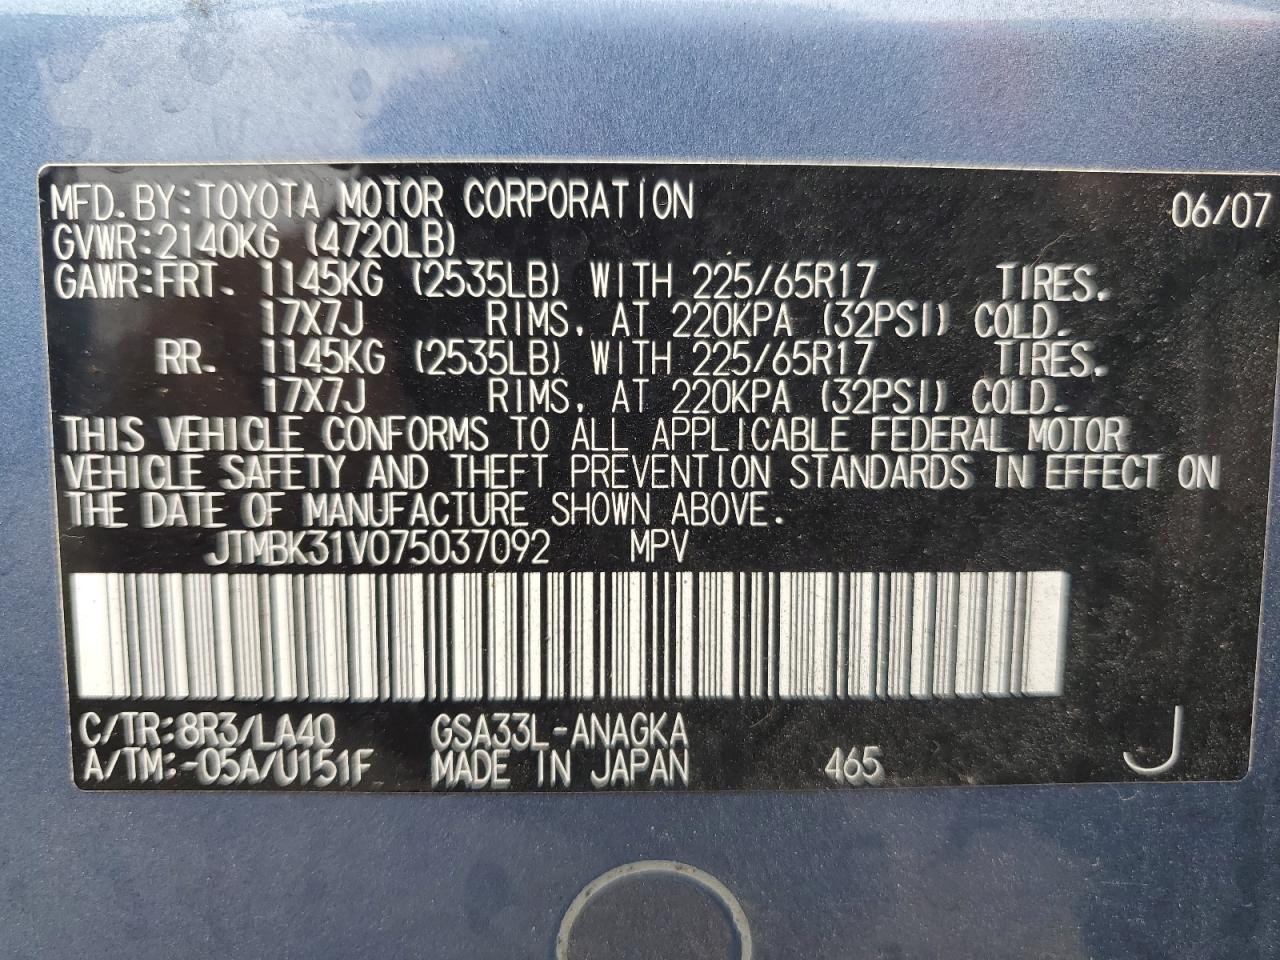 MFD. BY:TOYOTA MOTOR CORPORATION 06/07
GVWR:2140KG (4720LB)
GAWR:FRT. 1145KG (2535LB) WITH 225/65R17 TIRES.
17X7J RIMS, AT 220KPA (32PSI) COLD.
RR. 1145KG (2535LB) WITH 225/65R17 TIRES.
17X7J RIMS, AT 220KPA (32PSI) COLD.
THIS VEHICLE CONFORMS TO ALL APPLICABLE FEDERAL MOTOR
VEHICLE SAFETY AND THEFT PREVENTION STANDARDS IN EFFECT ON
THE DATE OF MANUFACTURE SHOWN ABOVE.
JTMBK31V075037092 MPV
C/TR:8R3/LA40 GSA33L-ANAGKA
A/TM:-05A/U151F MADE IN JAPAN 465 J